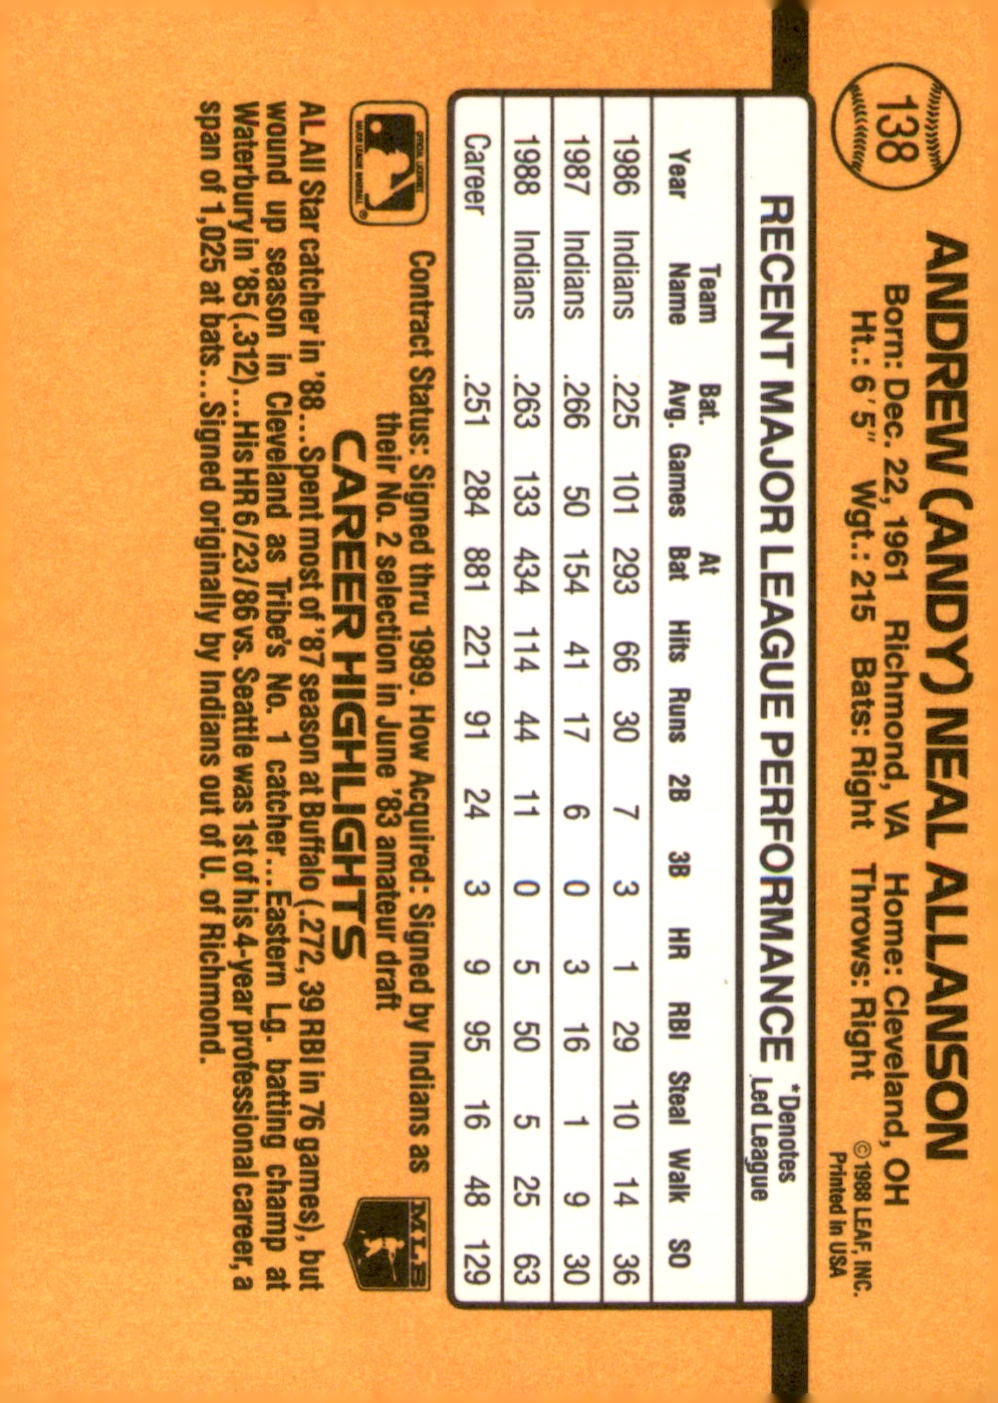 138
ANDREW (ANDY) NEAL ALLANSON
Born: Dec. 22, 1961 Richmond, VA Home: Cleveland, OH
Ht.: 6'5" Wgt.: 215 Bats: Right Throws: Right
©1988 LEAF, INC.
Printed in USA
RECENT MAJOR LEAGUE PERFORMANCE *Denotes Led League
Year Team Name Bat. Avg. Games At Bat Hits Runs 2B 3B HR RBI Steal Walk SO
1986 Indians .225 101 293 66 30 7 3 1 29 10 14 36
1987 Indians .266 50 154 41 17 6 0 3 16 1 9 30
1988 Indians .263 133 434 114 44 11 0 5 50 5 25 63
Career .251 284 881 221 91 24 3 9 95 16 48 129
Contract Status: Signed thru 1989. How Acquired: Signed by Indians as
their No. 2 selection in June '83 amateur draft
MLB
CAREER HIGHLIGHTS
AL All Star catcher in '88...Spent most of '87 season at Buffalo (.272, 39 RBI in 76 games), but
wound up season in Cleveland as Tribe's No. 1 catcher...Eastern Lg. batting champ at
Waterbury in '85 (.312)...His HR 6/23/86 vs. Seattle was 1st of his 4-year professional career, a
span of 1,025 at bats...Signed originally by Indians out of U. of Richmond.